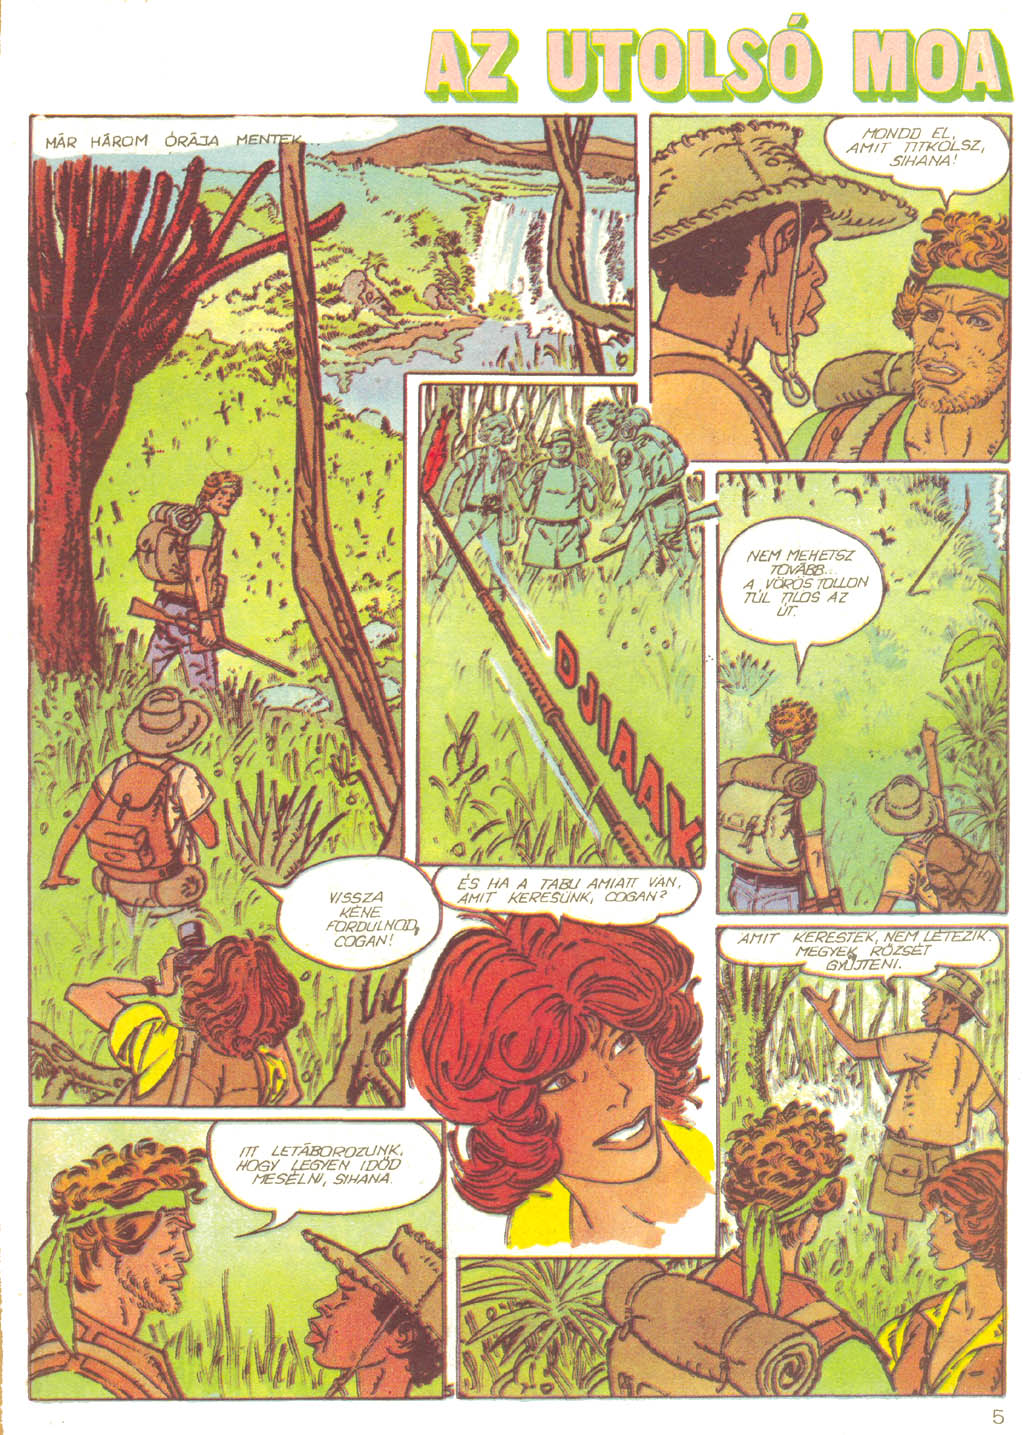 AZ UTOLSÓ MOA
MÁR HÁROM ÓRÁJA MENTEK...
VISSZA
KÉNE
FORDULNOD,
COGAN!
MONDD EL,
AMIT TITKOLSZ,
SIHANA!
DJIAAK
NEM MEHETSZ
TOVÁBB...
A VÖRÖS TOLLON
TÚL TILOS AZ
ÚT.
ÉS HA A TABU AMIATT VAN,
AMIT KERESÜNK, COGAN?
AMIT KERESTEK, NEM LÉTEZIK.
MEGYEK RŐZSÉT
GYŰJTENI.
ITT LETÁBOROZUNK,
HOGY LEGYEN IDŐD
MESÉLNI, SIHANA.
5